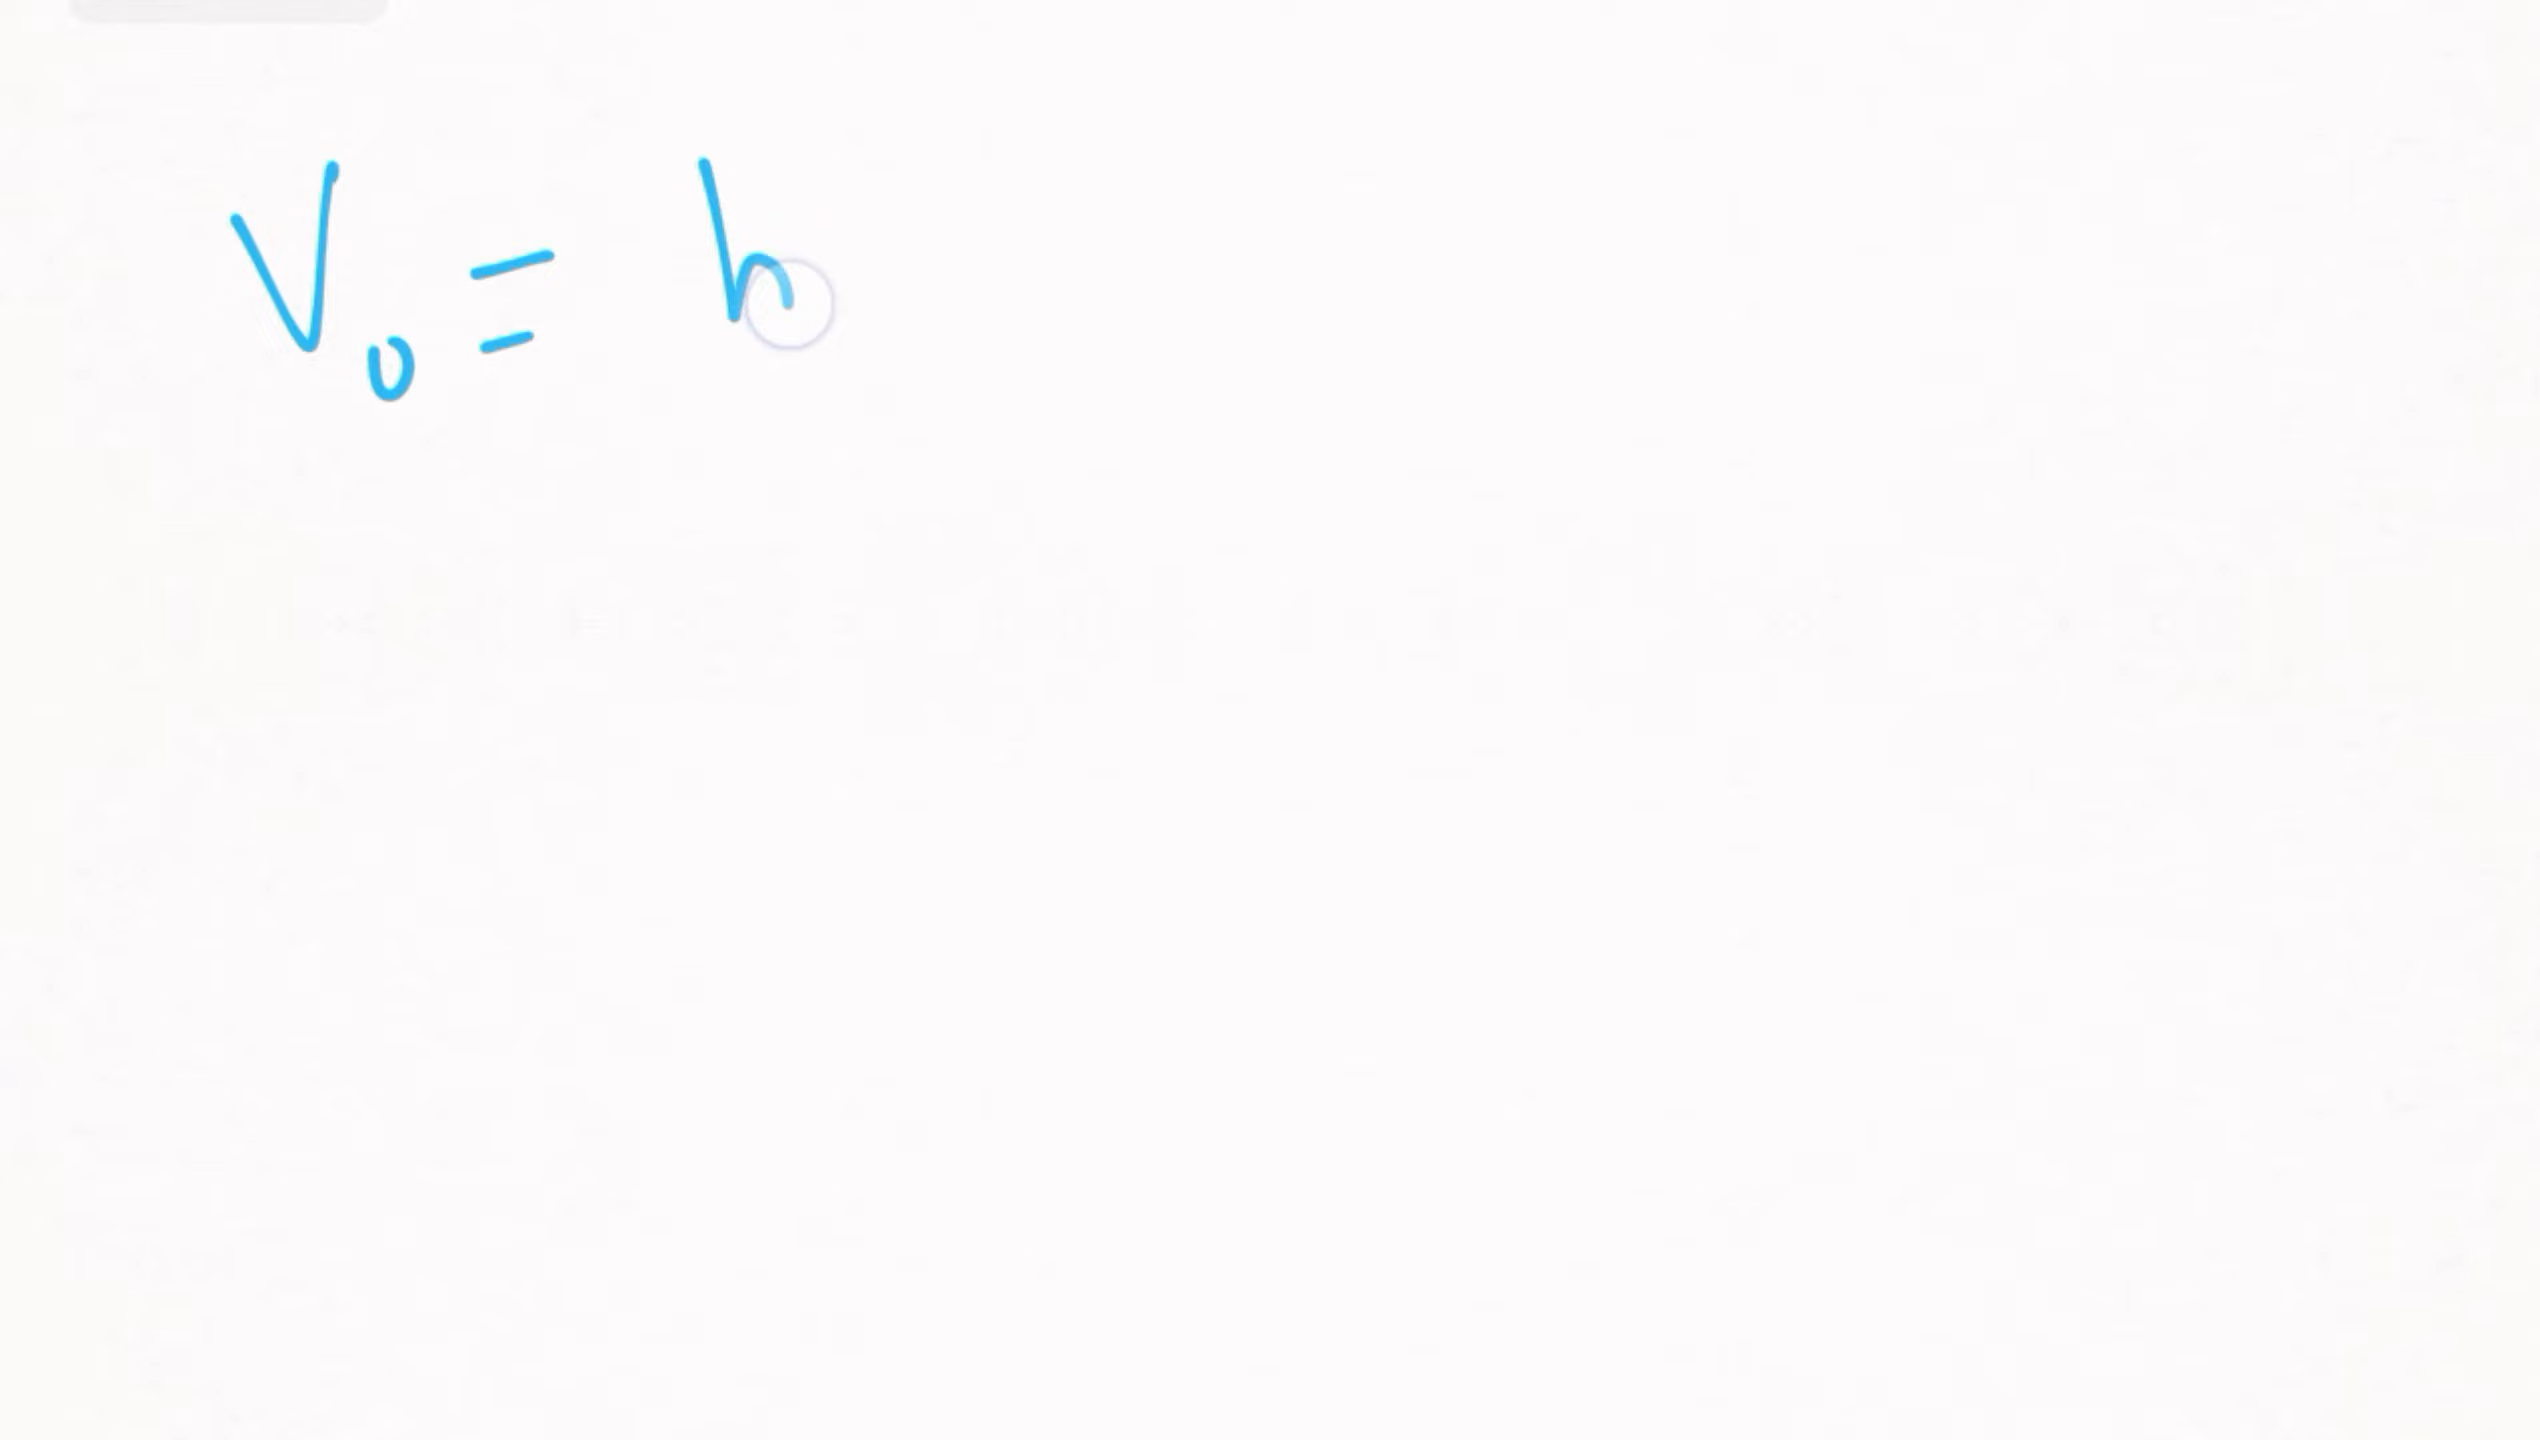 V₀ = h